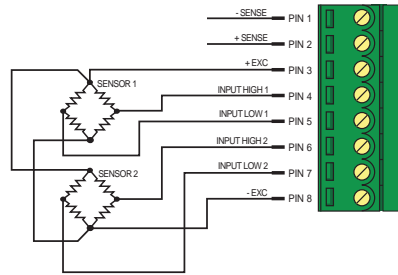 - SENSE PIN 1
+ SENSE PIN 2
+ EXC PIN 3
SENSOR 1
INPUT HIGH 1 PIN 4
INPUT LOW 1 PIN 5
INPUT HIGH 2 PIN 6
INPUT LOW 2 PIN 7
SENSOR 2
- EXC PIN 8